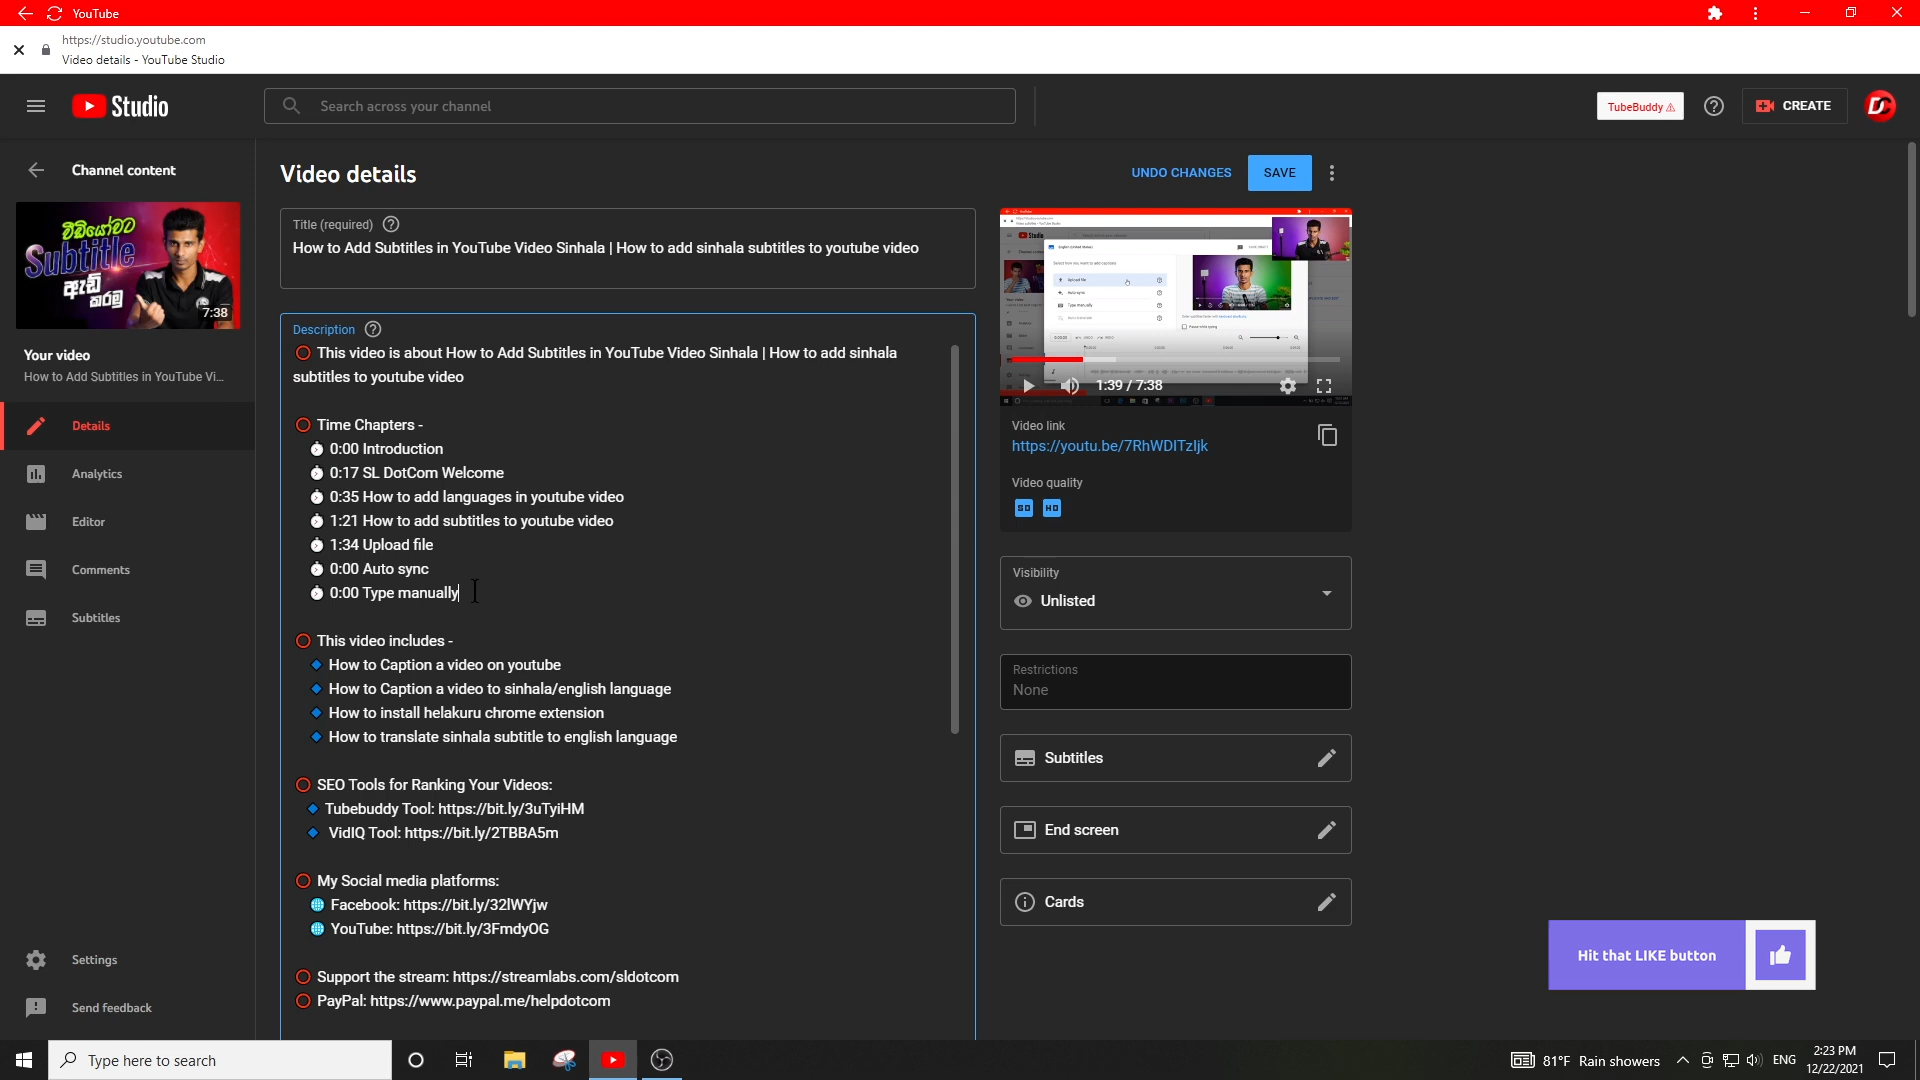 YouTube
https://studio.youtube.com
Video details - YouTube Studio
Studio
Search across your channel
TubeBuddy
CREATE
Channel content
Video details
UNDO CHANGES
SAVE
වීඩියෝවට
Subtitle
ඇඩ්
කරමු
7:38
Your video
How to Add Subtitles in YouTube Vi...
Details
Analytics
Editor
Comments
Subtitles
Settings
Send feedback
Title (required)
How to Add Subtitles in YouTube Video Sinhala | How to add sinhala subtitles to youtube video
Description
This video is about How to Add Subtitles in YouTube Video Sinhala | How to add sinhala
subtitles to youtube video
Time Chapters -
0:00 Introduction
0:17 SL DotCom Welcome
0:35 How to add languages in youtube video
1:21 How to add subtitles to youtube video
1:34 Upload file
0:00 Auto sync
0:00 Type manually
This video includes -
How to Caption a video on youtube
How to Caption a video to sinhala/english language
How to install helakuru chrome extension
How to translate sinhala subtitle to english language
SEO Tools for Ranking Your Videos:
Tubebuddy Tool: https://bit.ly/3uTyiHM
VidIQ Tool: https://bit.ly/2TBBA5m
My Social media platforms:
Facebook: https://bit.ly/32lWYjw
YouTube: https://bit.ly/3FmdyOG
Support the stream: https://streamlabs.com/sldotcom
PayPal: https://www.paypal.me/helpdotcom
Upload file
Auto-sync
Type manually
1:39 / 7:38
Video link
https://youtu.be/7RhWDITzljk
Video quality
SD HD
Visibility
Unlisted
Restrictions
None
Subtitles
End screen
Cards
Hit that LIKE button
Type here to search
81°F Rain showers
ENG
2:23 PM
12/22/2021